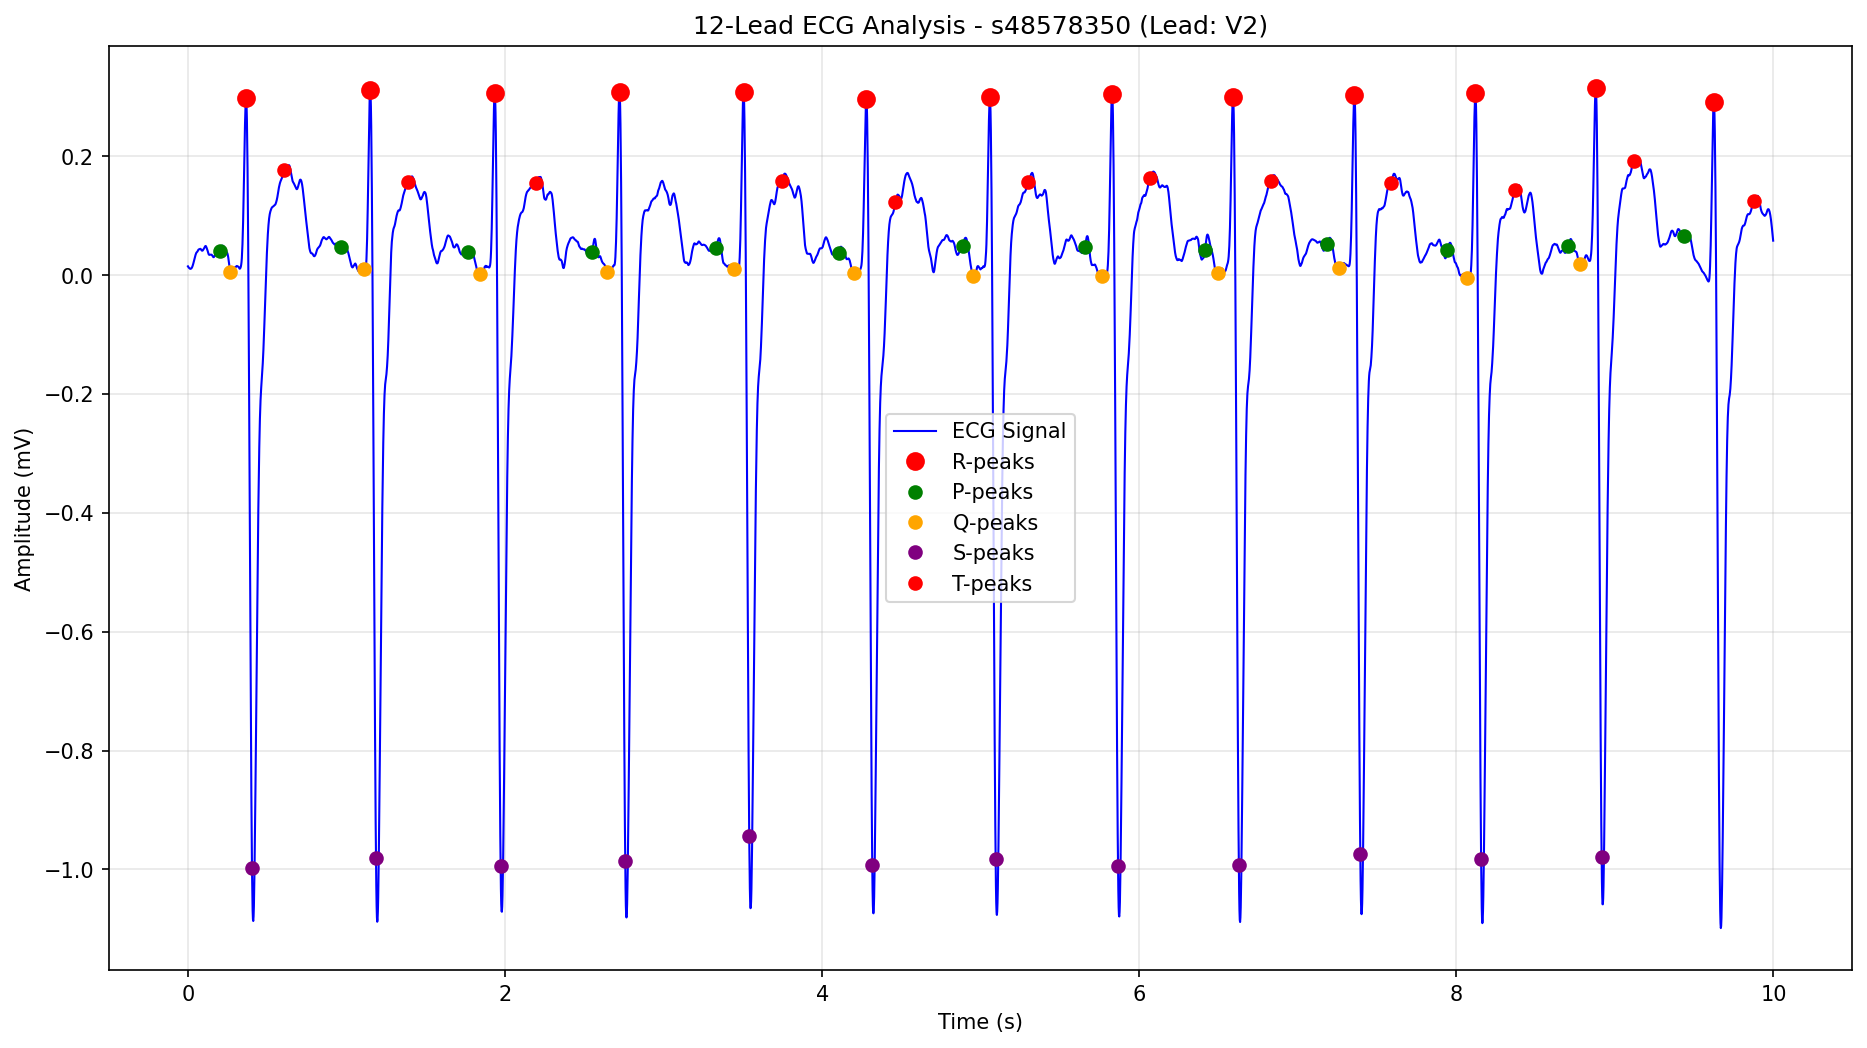 12-Lead ECG Analysis - s48578350 (Lead: V2)
Amplitude (mV)
0.2
0.0
−0.2
−0.4
−0.6
−0.8
−1.0
ECG Signal
R-peaks
P-peaks
Q-peaks
S-peaks
T-peaks
0 2 4 6 8 10
Time (s)